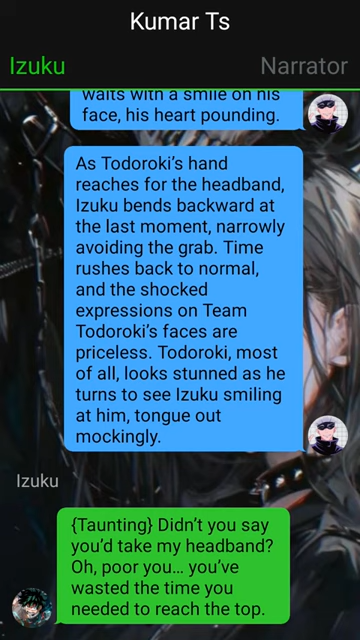 Kumar Ts
Izuku Narrator
waits with a smile on his
face, his heart pounding.
As Todoroki's hand
reaches for the headband,
Izuku bends backward at
the last moment, narrowly
avoiding the grab. Time
rushes back to normal,
and the shocked
expressions on Team
Todoroki's faces are
priceless. Todoroki, most
of all, looks stunned as he
turns to see Izuku smiling
at him, tongue out
mockingly.
Izuku
{Taunting} Didn't you say
you'd take my headband?
Oh, poor you... you've
wasted the time you
needed to reach the top.